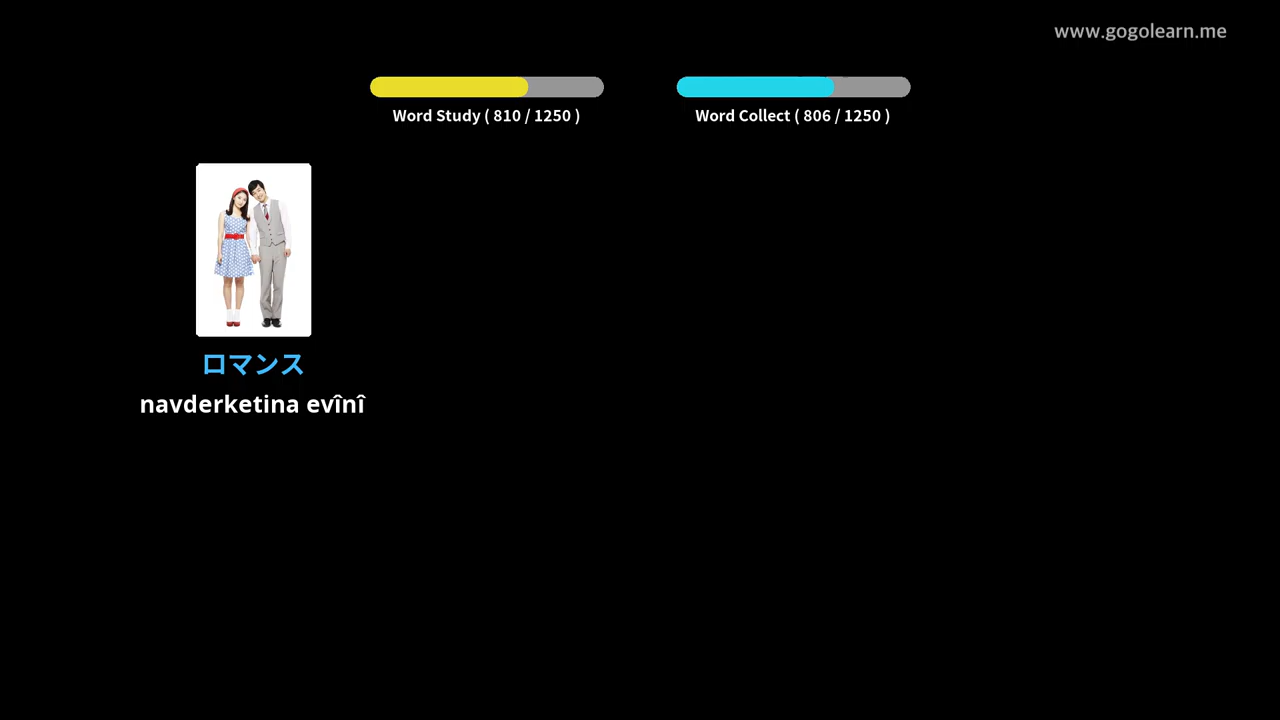 www.gogolearn.me
Word Study ( 810 / 1250 )
Word Collect ( 806 / 1250 )
ロマンス
navderketina evînî